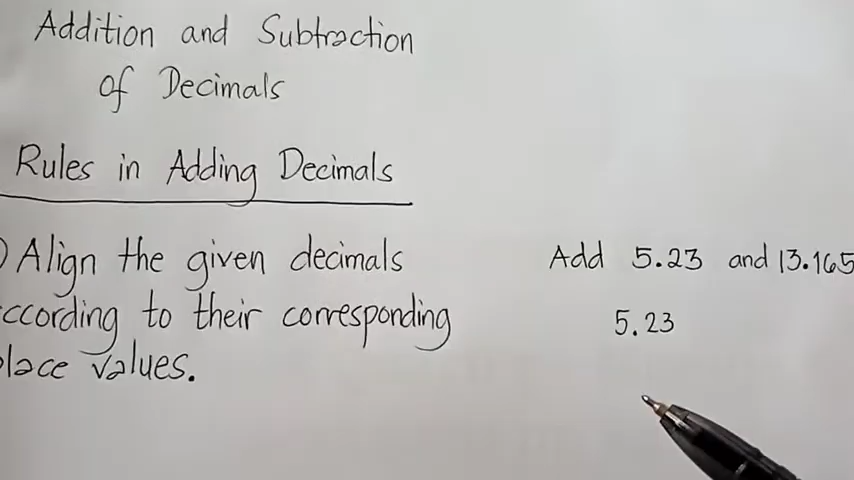 Addition and Subtraction
of Decimals
Rules in Adding Decimals
) Align the given decimals
ccording to their corresponding
place values.
Add 5.23 and 13.165
5.23